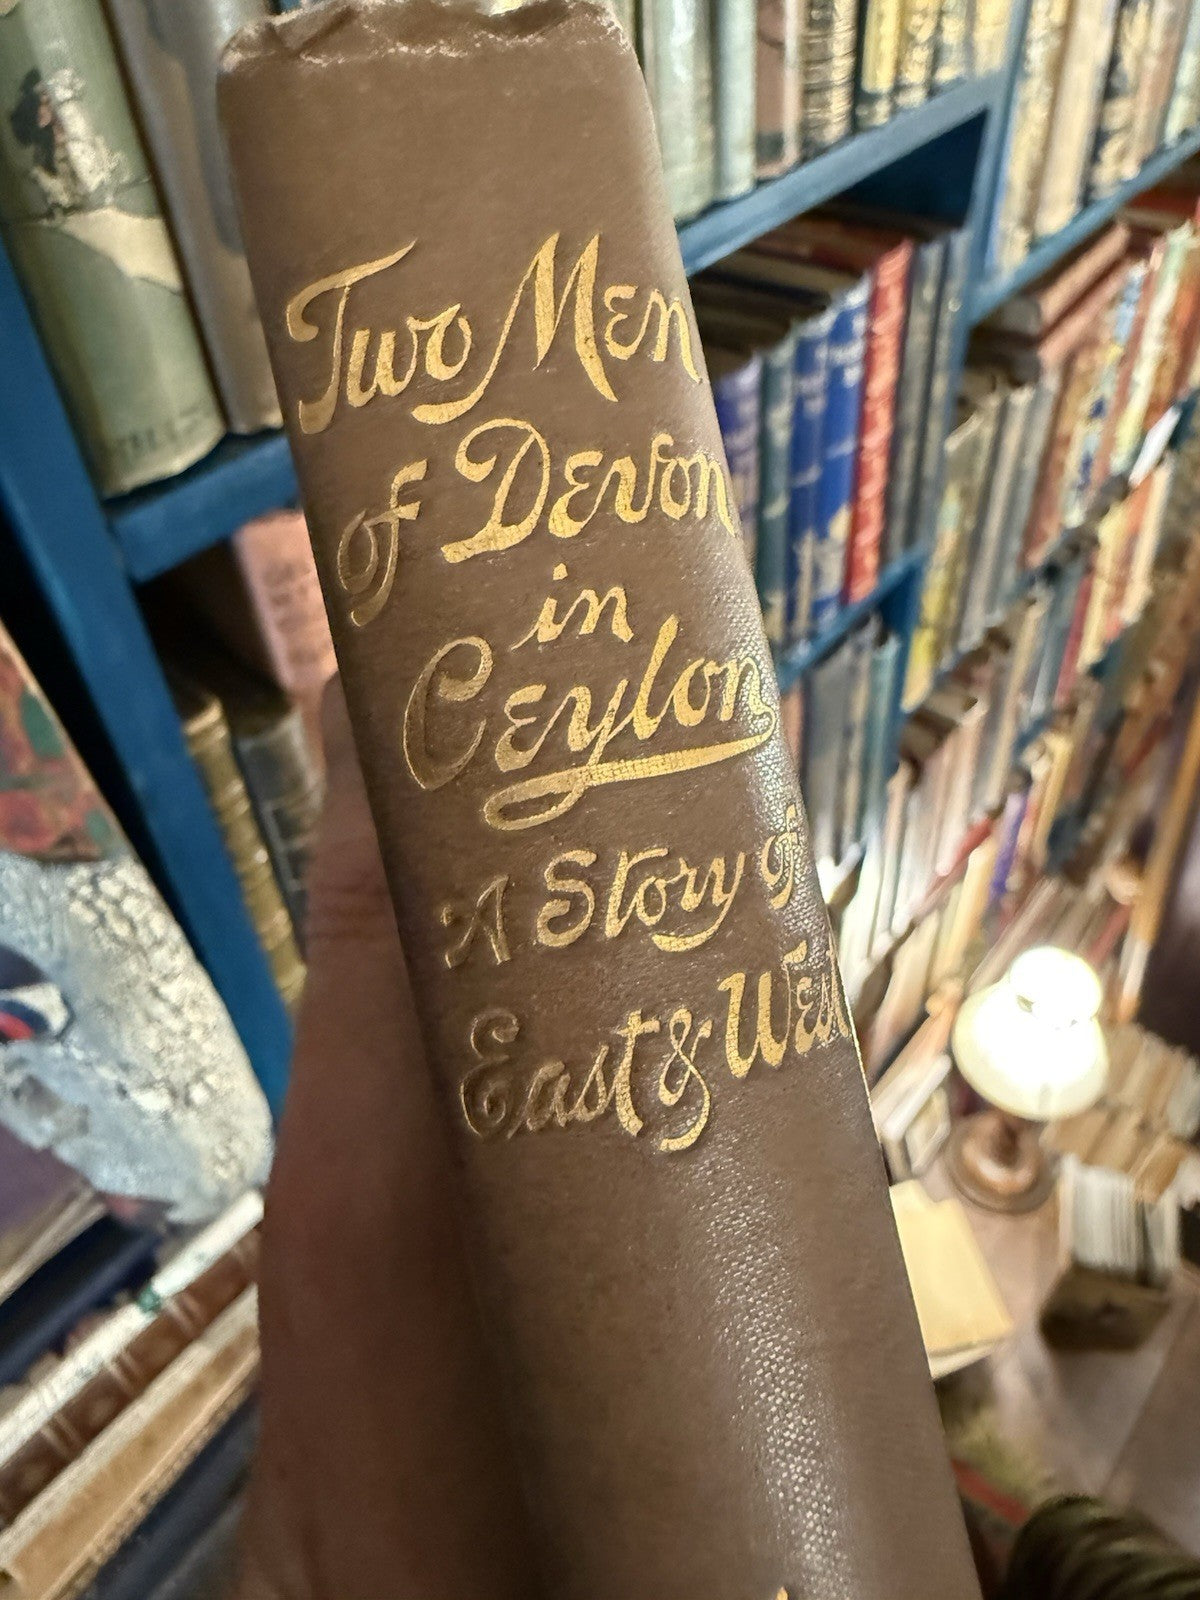 Two Men
of Devon
in
Ceylon
A Story of
East & West